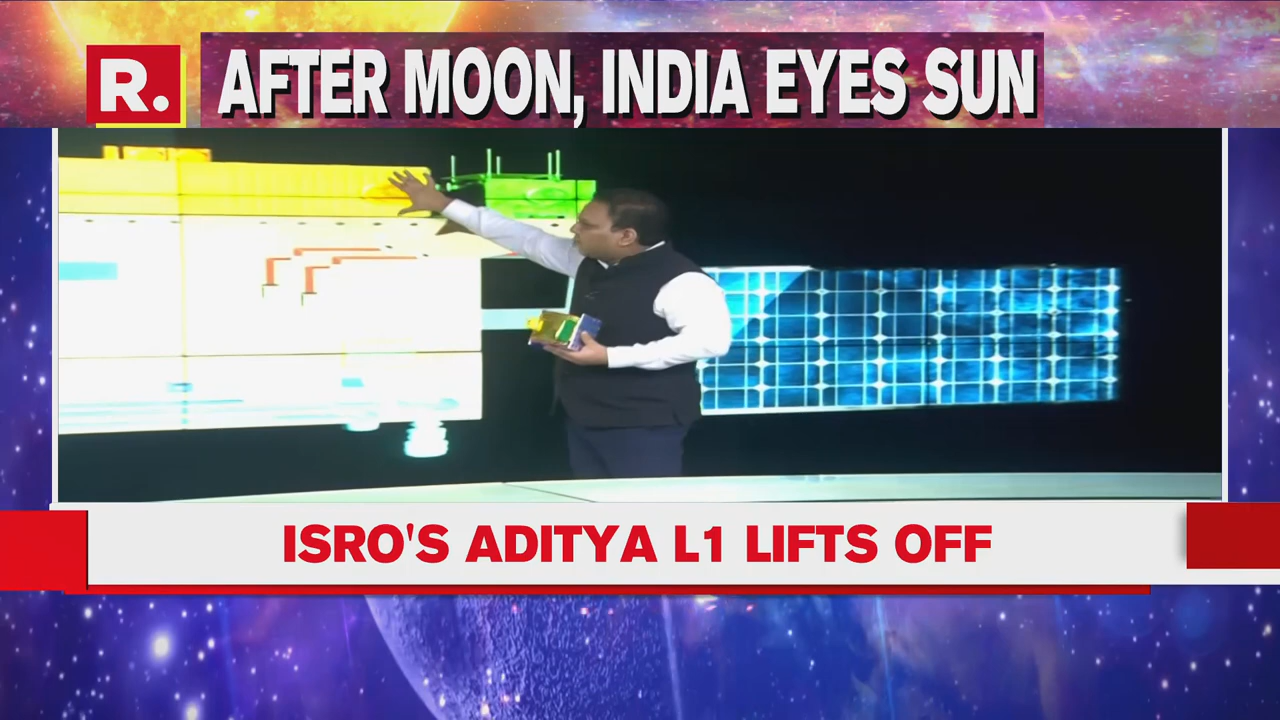 R.
AFTER MOON, INDIA EYES SUN
ISRO'S ADITYA L1 LIFTS OFF